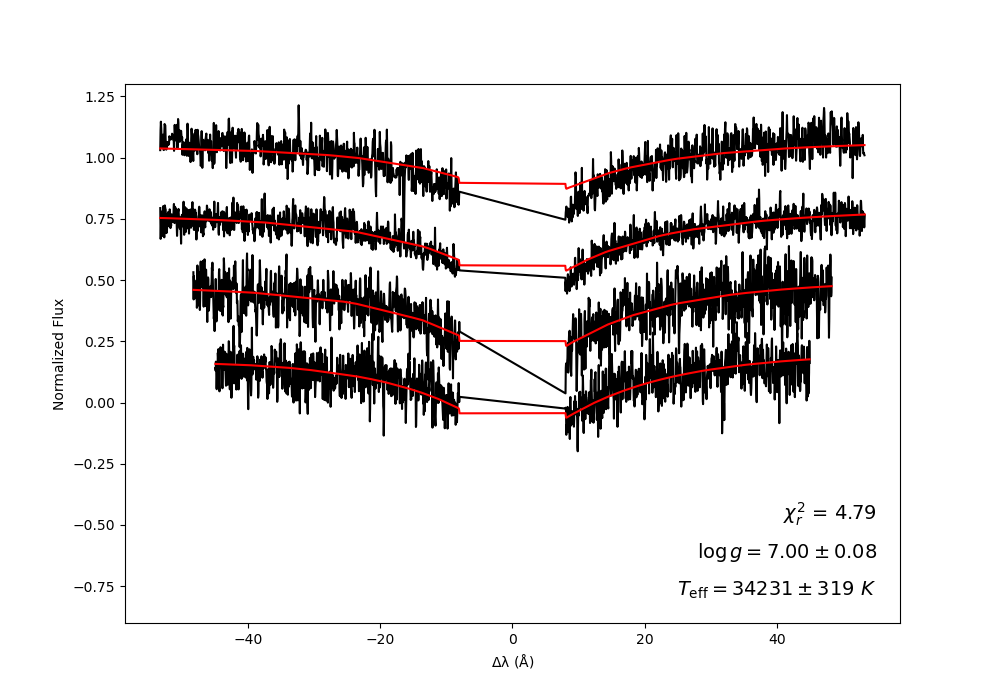 1.25
1.00
0.75
0.50
0.25
0.00
−0.25
−0.50
−0.75
Normalized Flux
χ²ᵣ = 4.79
log g = 7.00 ± 0.08
T_eff = 34231 ± 319 K
−40 −20 0 20 40
Δλ (Å)